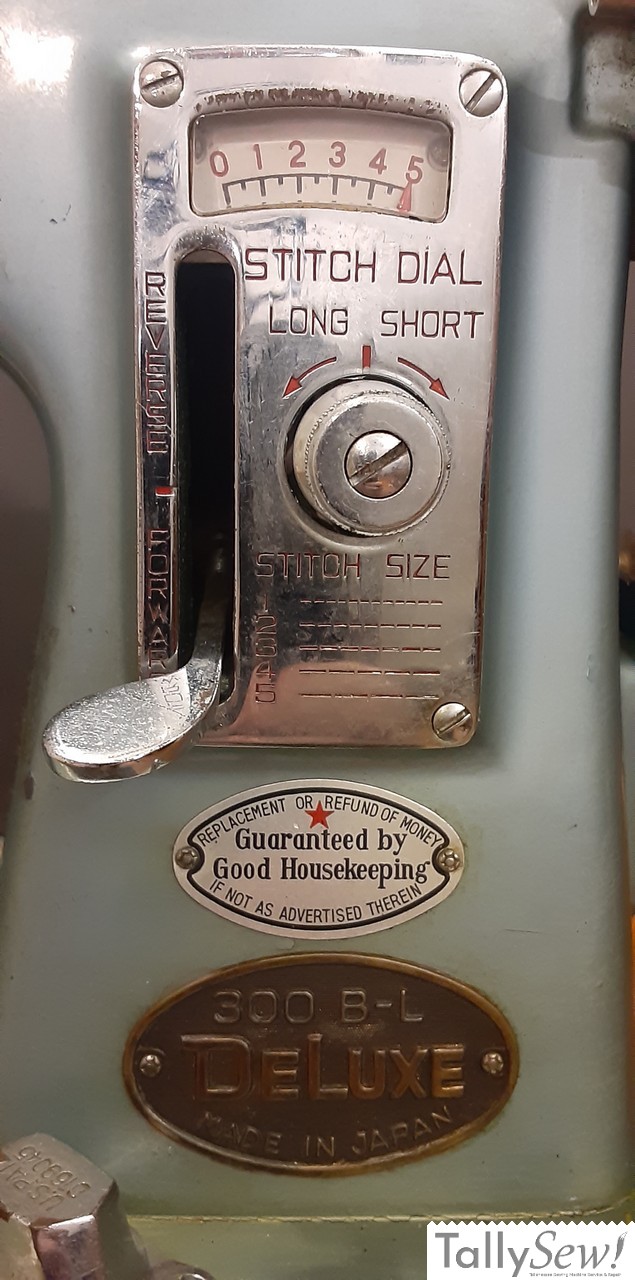 0 1 2 3 4 5
STITCH DIAL
LONG SHORT
REVERSE
FORWAR
STITCH SIZE
1
2
3
4
5
REPLACEMENT OR REFUND OF MONEY
Guaranteed by
Good Housekeeping
IF NOT AS ADVERTISED THEREIN
300 B-L
DELUXE
MADE IN JAPAN
U.S. PAT.
TallySew!